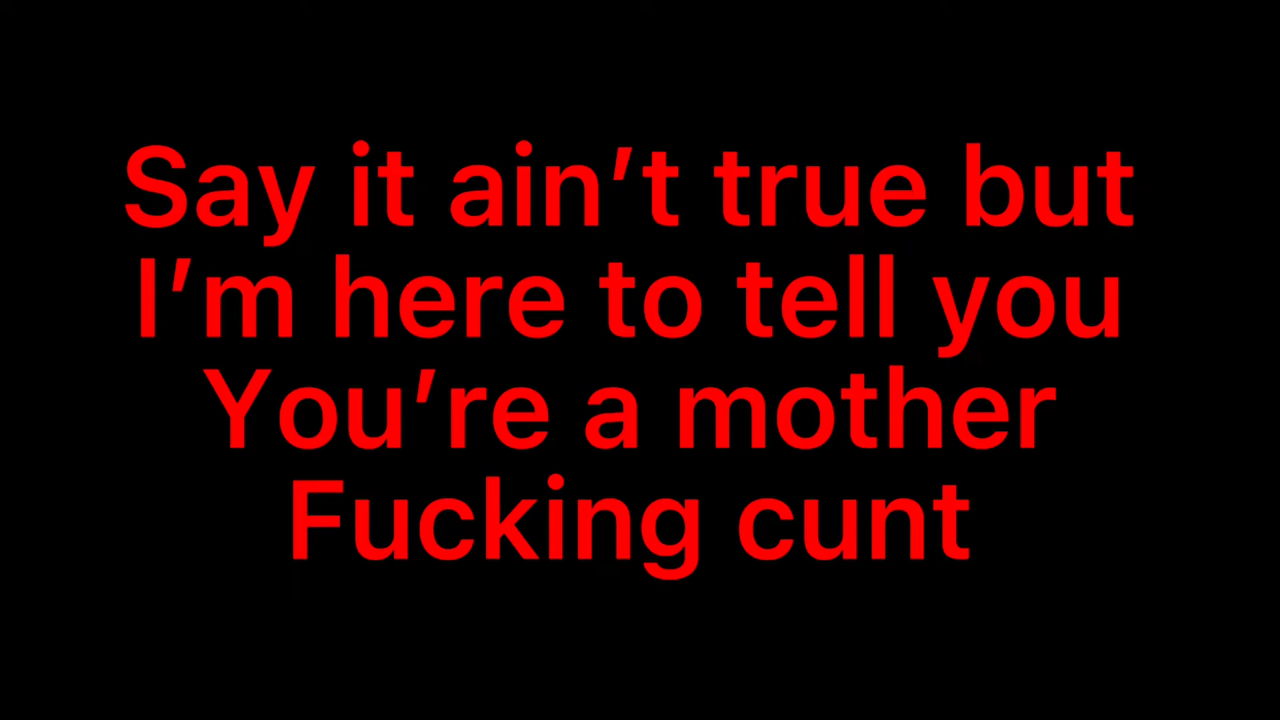 Say it ain’t true but
I’m here to tell you
You’re a mother
Fucking cunt